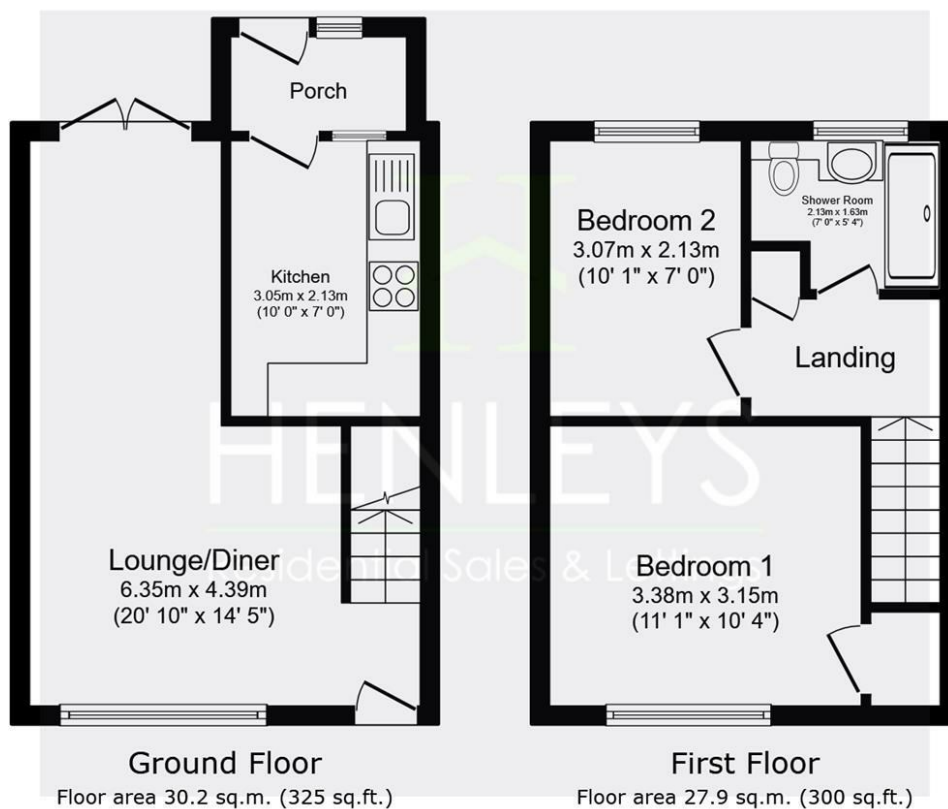 Porch
Kitchen
3.05m x 2.13m
(10' 0" x 7' 0")
Lounge/Diner
6.35m x 4.39m
(20' 10" x 14' 5")
Ground Floor
Floor area 30.2 sq.m. (325 sq.ft.)
Bedroom 2
3.07m x 2.13m
(10' 1" x 7' 0")
Shower Room
2.13m x 1.63m
(7' 0" x 5' 4")
Landing
Bedroom 1
3.38m x 3.15m
(11' 1" x 10' 4")
First Floor
Floor area 27.9 sq.m. (300 sq.ft.)
HENLEYS
Residential Sales & Lettings